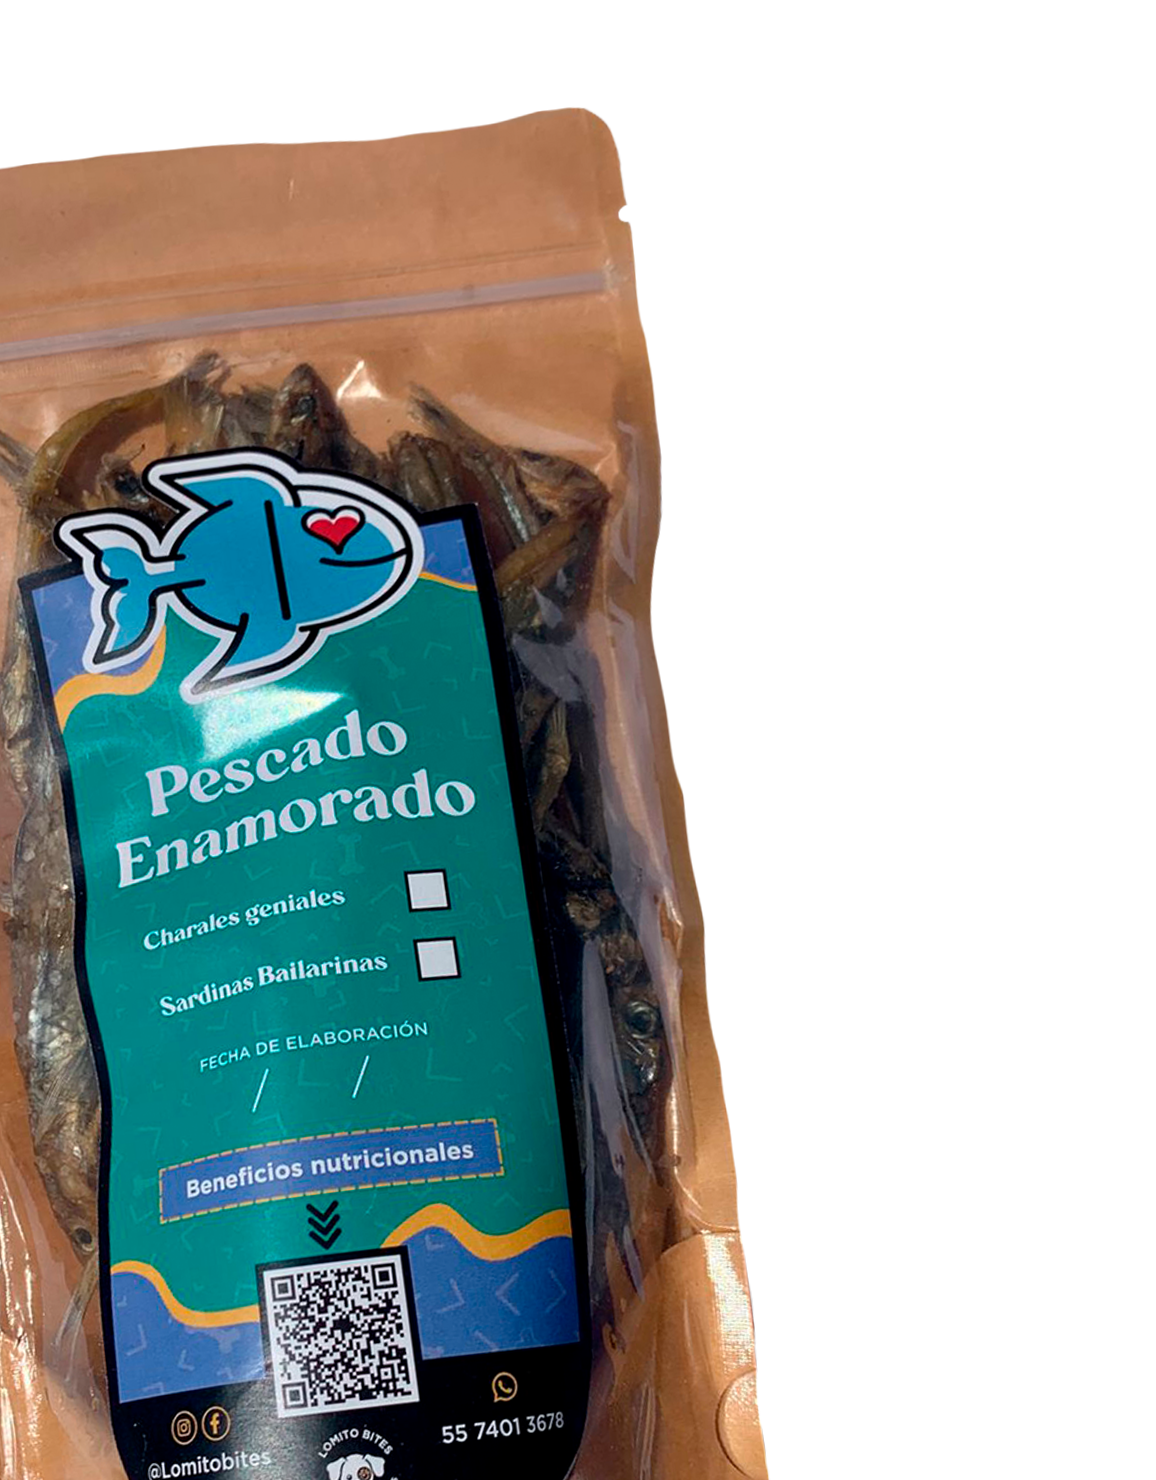 Pescado
Enamorado
Charales geniales
Sardinas Bailarinas
FECHA DE ELABORACIÓN
/ /
Beneficios nutricionales
@Lomitobites
LOMITO BITES
55 7401 3678